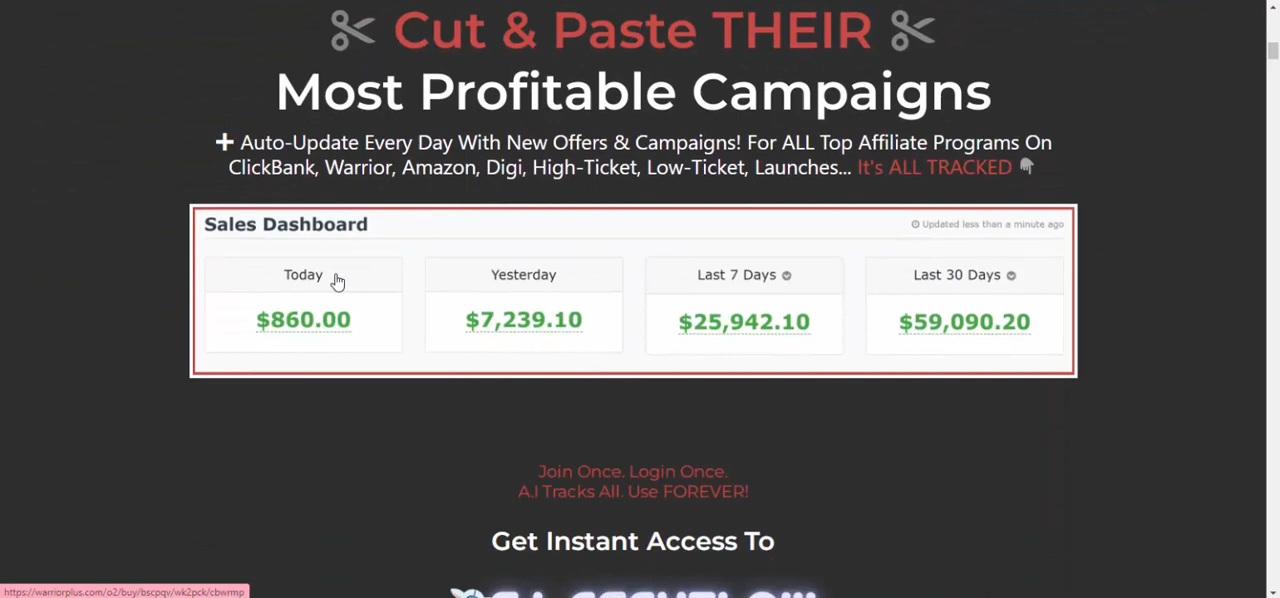 Cut & Paste THEIR
Most Profitable Campaigns
Auto-Update Every Day With New Offers & Campaigns! For ALL Top Affiliate Programs On
ClickBank, Warrior, Amazon, Digi, High-Ticket, Low-Ticket, Launches... It's ALL TRACKED
Sales Dashboard
Updated less than a minute ago
Today
Yesterday
Last 7 Days
Last 30 Days
$860.00
$7,239.10
$25,942.10
$59,090.20
Join Once. Login Once.
A.I Tracks All. Use FOREVER!
Get Instant Access To
https://warriorplus.com/o2/buy/bscpqv/wk2pck/cbwrmp